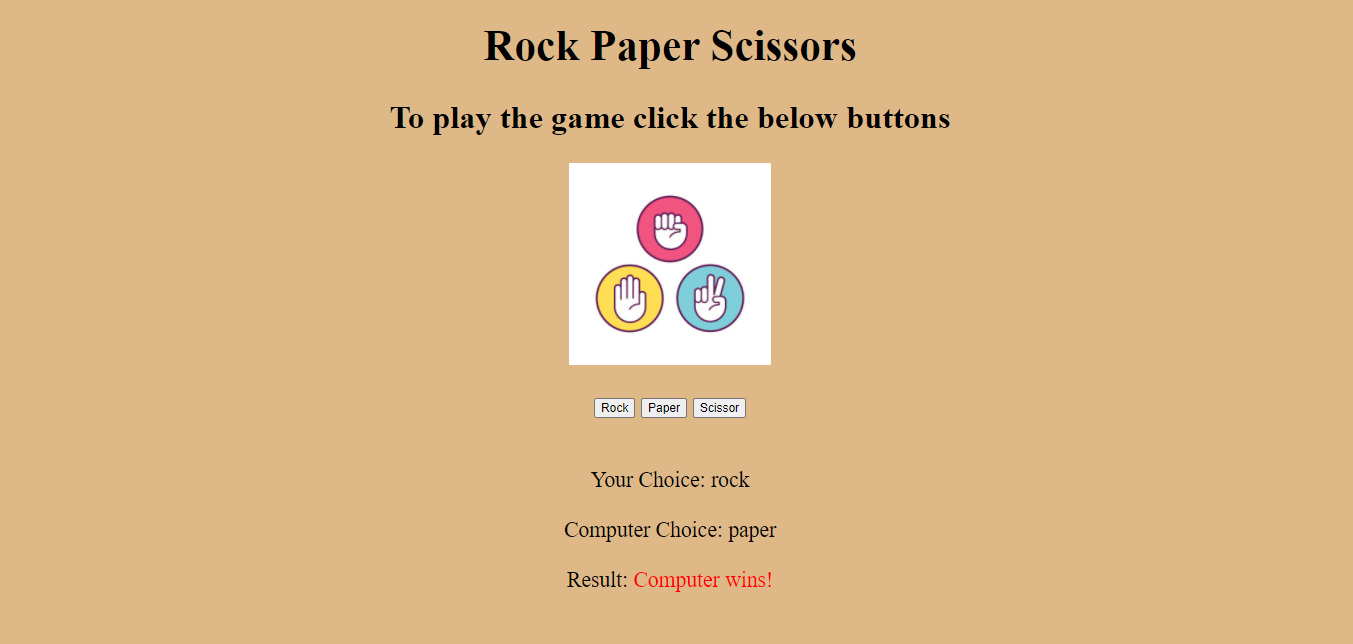 Rock Paper Scissors
To play the game click the below buttons
Rock Paper Scissor
Your Choice: rock
Computer Choice: paper
Result: Computer wins!